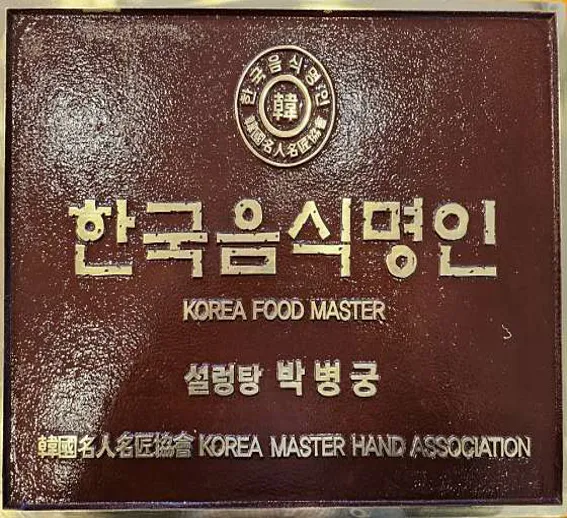 한국음식명인
韓
韓國名人名匠協會
한국음식명인
KOREA FOOD MASTER
설렁탕 박병궁
韓國名人名匠協會 KOREA MASTER HAND ASSOCIATION